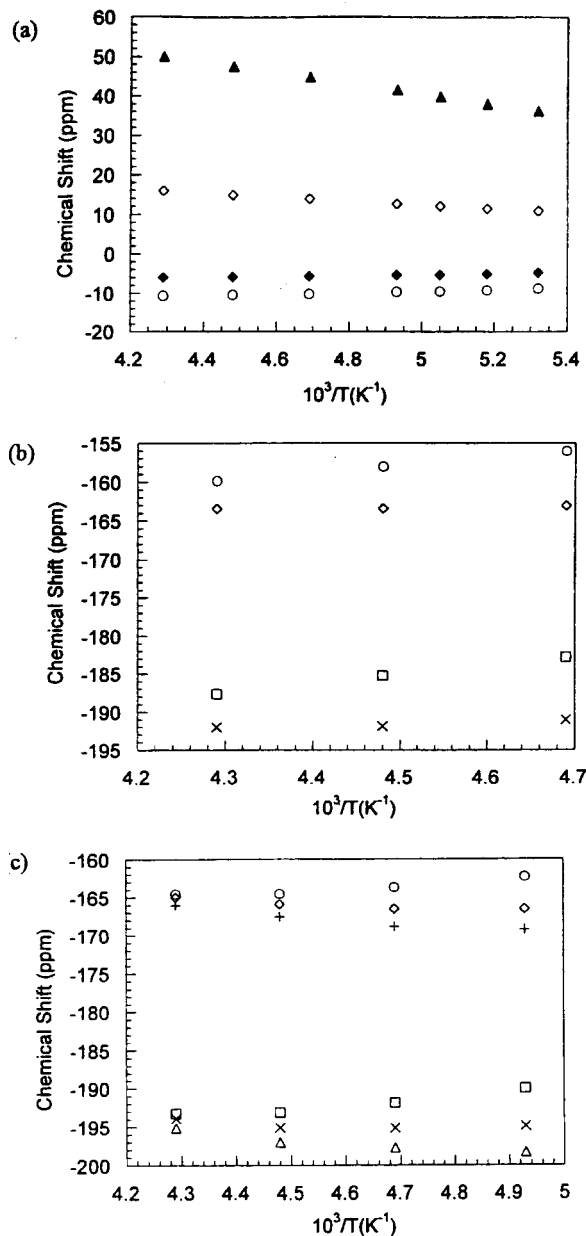 (a)
60
50
40
30
20
10
0
-10
-20
Chemical Shift (ppm)
4.2 4.4 4.6 4.8 5 5.2 5.4
10³/T(K⁻¹)
(b)
-155
-160
-165
-170
-175
-180
-185
-190
-195
Chemical Shift (ppm)
4.2 4.3 4.4 4.5 4.6 4.7
10³/T(K⁻¹)
c)
-160
-165
-170
-175
-180
-185
-190
-195
-200
Chemical Shift (ppm)
4.2 4.3 4.4 4.5 4.6 4.7 4.8 4.9 5
10³/T(K⁻¹)